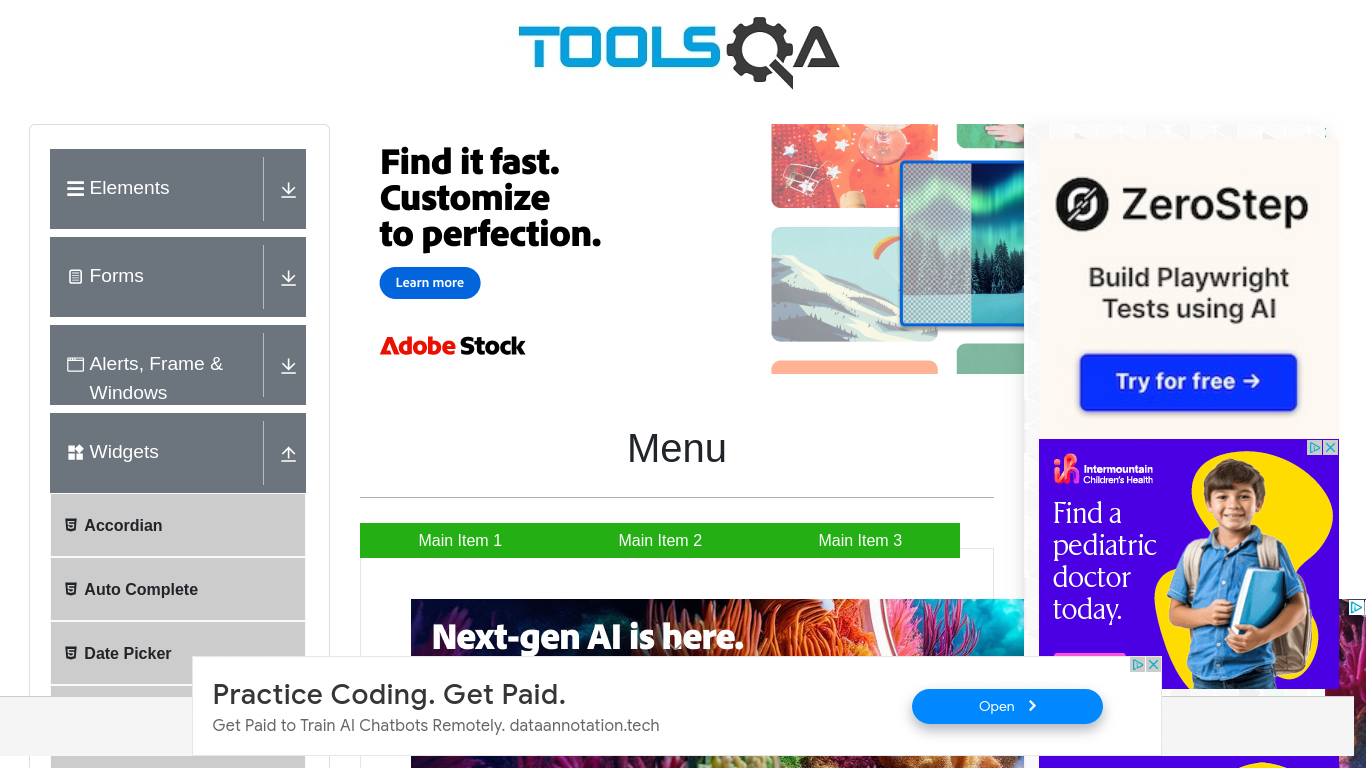 TOOLSQA
Elements
Forms
Alerts, Frame &
Windows
Widgets
Accordian
Auto Complete
Date Picker
Find it fast.
Customize
to perfection.
Learn more
Adobe Stock
Menu
Main Item 1
Main Item 2
Main Item 3
Next-gen AI is here.
ZeroStep
Build Playwright
Tests using AI
Try for free →
Intermountain
Children's Health
Find a
pediatric
doctor
today.
Practice Coding. Get Paid.
Get Paid to Train AI Chatbots Remotely. dataannotation.tech
Open